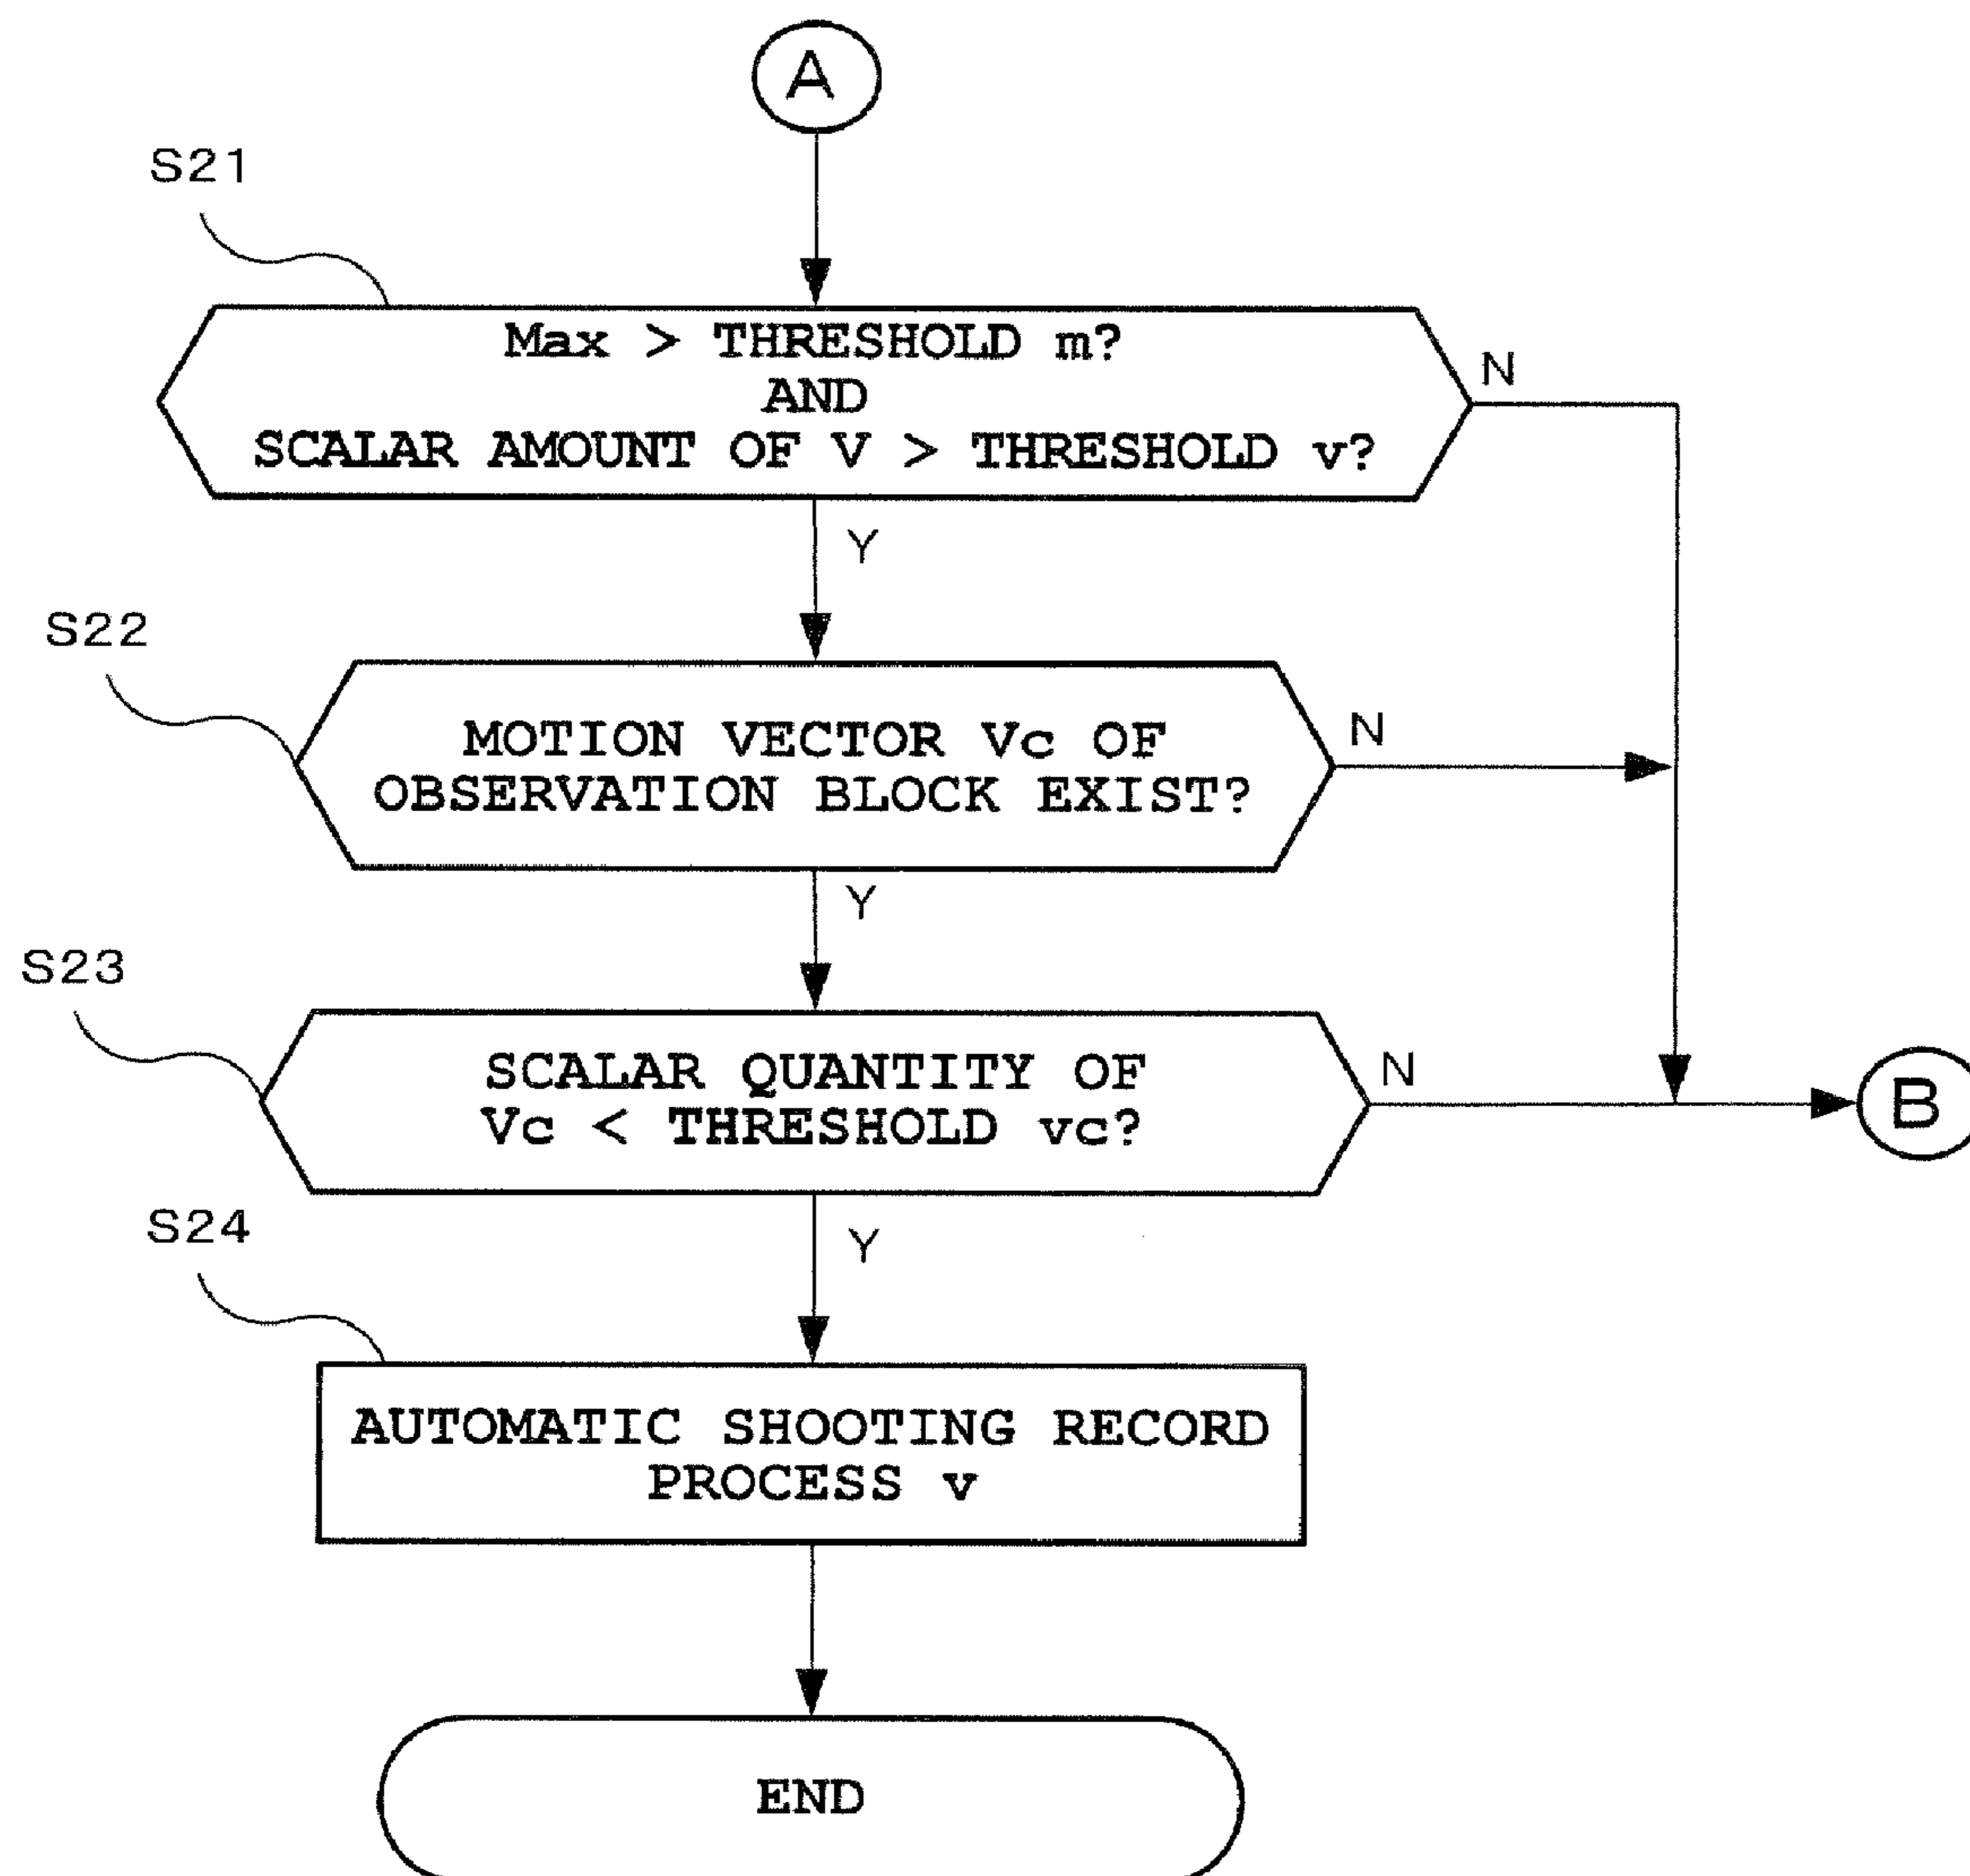 A
S21
Max > THRESHOLD m?
AND
SCALAR AMOUNT OF V > THRESHOLD v?
N
Y
S22
MOTION VECTOR Vc OF
OBSERVATION BLOCK EXIST?
N
Y
S23
SCALAR QUANTITY OF
Vc < THRESHOLD vc?
N
B
Y
S24
AUTOMATIC SHOOTING RECORD
PROCESS v
END